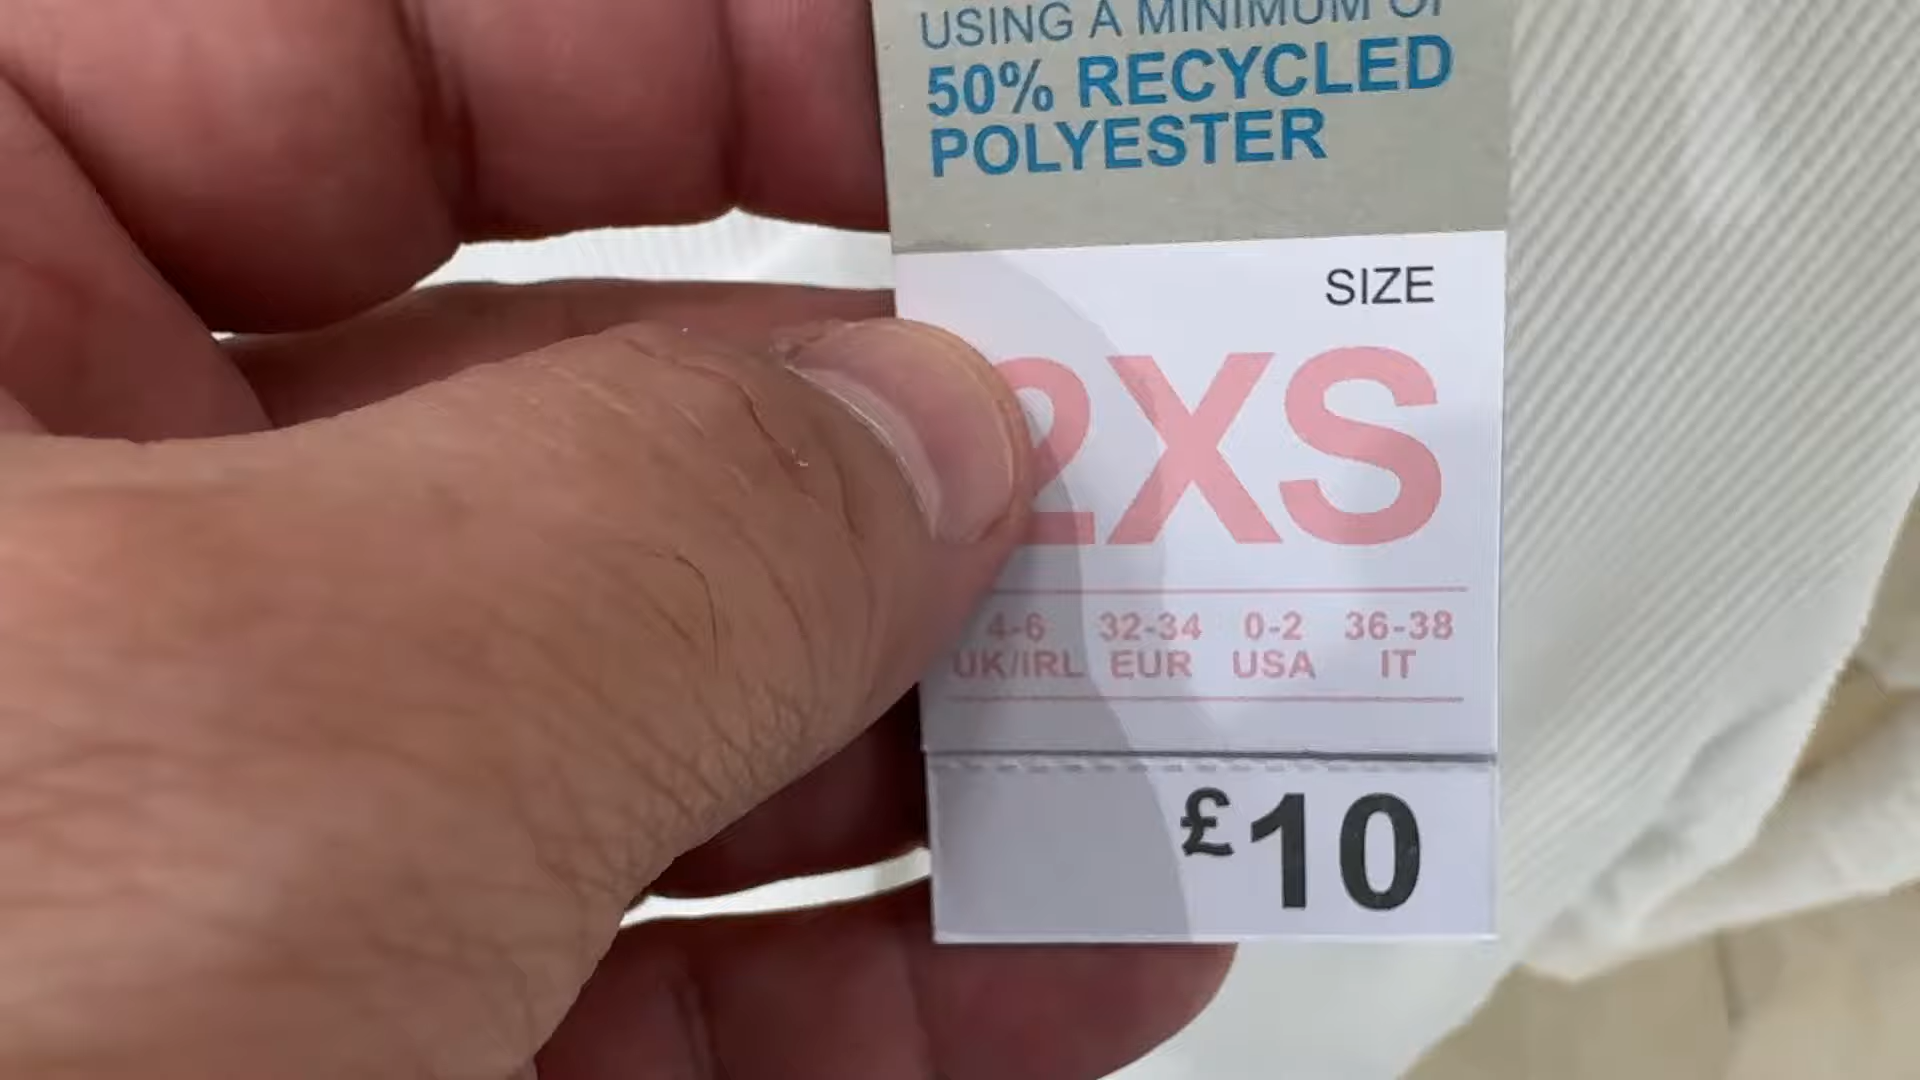 USING A MINIMUM OF
50% RECYCLED
POLYESTER
SIZE
2XS
4-6 32-34 0-2 36-38
UK/IRL EUR USA IT
£10